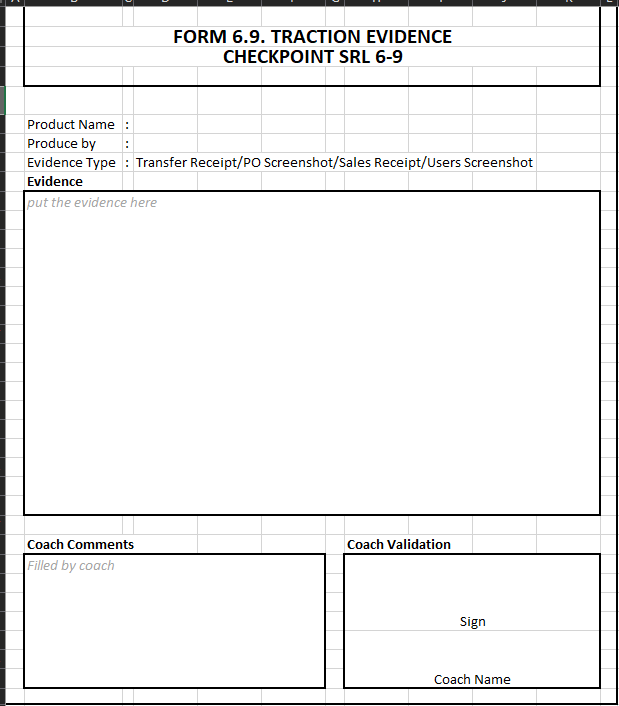 FORM 6.9. TRACTION EVIDENCE
CHECKPOINT SRL 6-9
Product Name :
Produce by :
Evidence Type : Transfer Receipt/PO Screenshot/Sales Receipt/Users Screenshot
Evidence
put the evidence here
Coach Comments
Coach Validation
Filled by coach
Sign
Coach Name